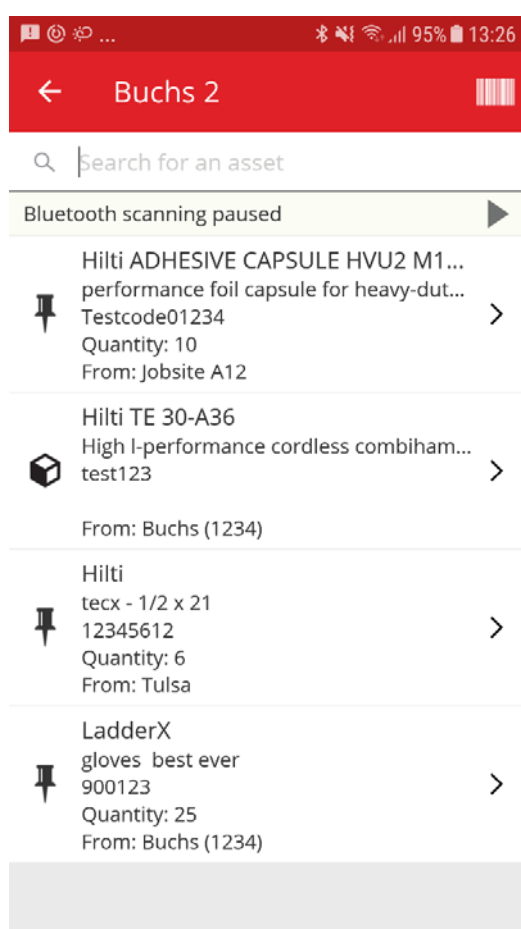 ... 95% 13:26
Buchs 2
Search for an asset
Bluetooth scanning paused
Hilti ADHESIVE CAPSULE HVU2 M1...
performance foil capsule for heavy-dut...
Testcode01234
Quantity: 10
From: Jobsite A12
Hilti TE 30-A36
High l-performance cordless combiham...
test123
From: Buchs (1234)
Hilti
tecx - 1/2 x 21
12345612
Quantity: 6
From: Tulsa
LadderX
gloves  best ever
900123
Quantity: 25
From: Buchs (1234)